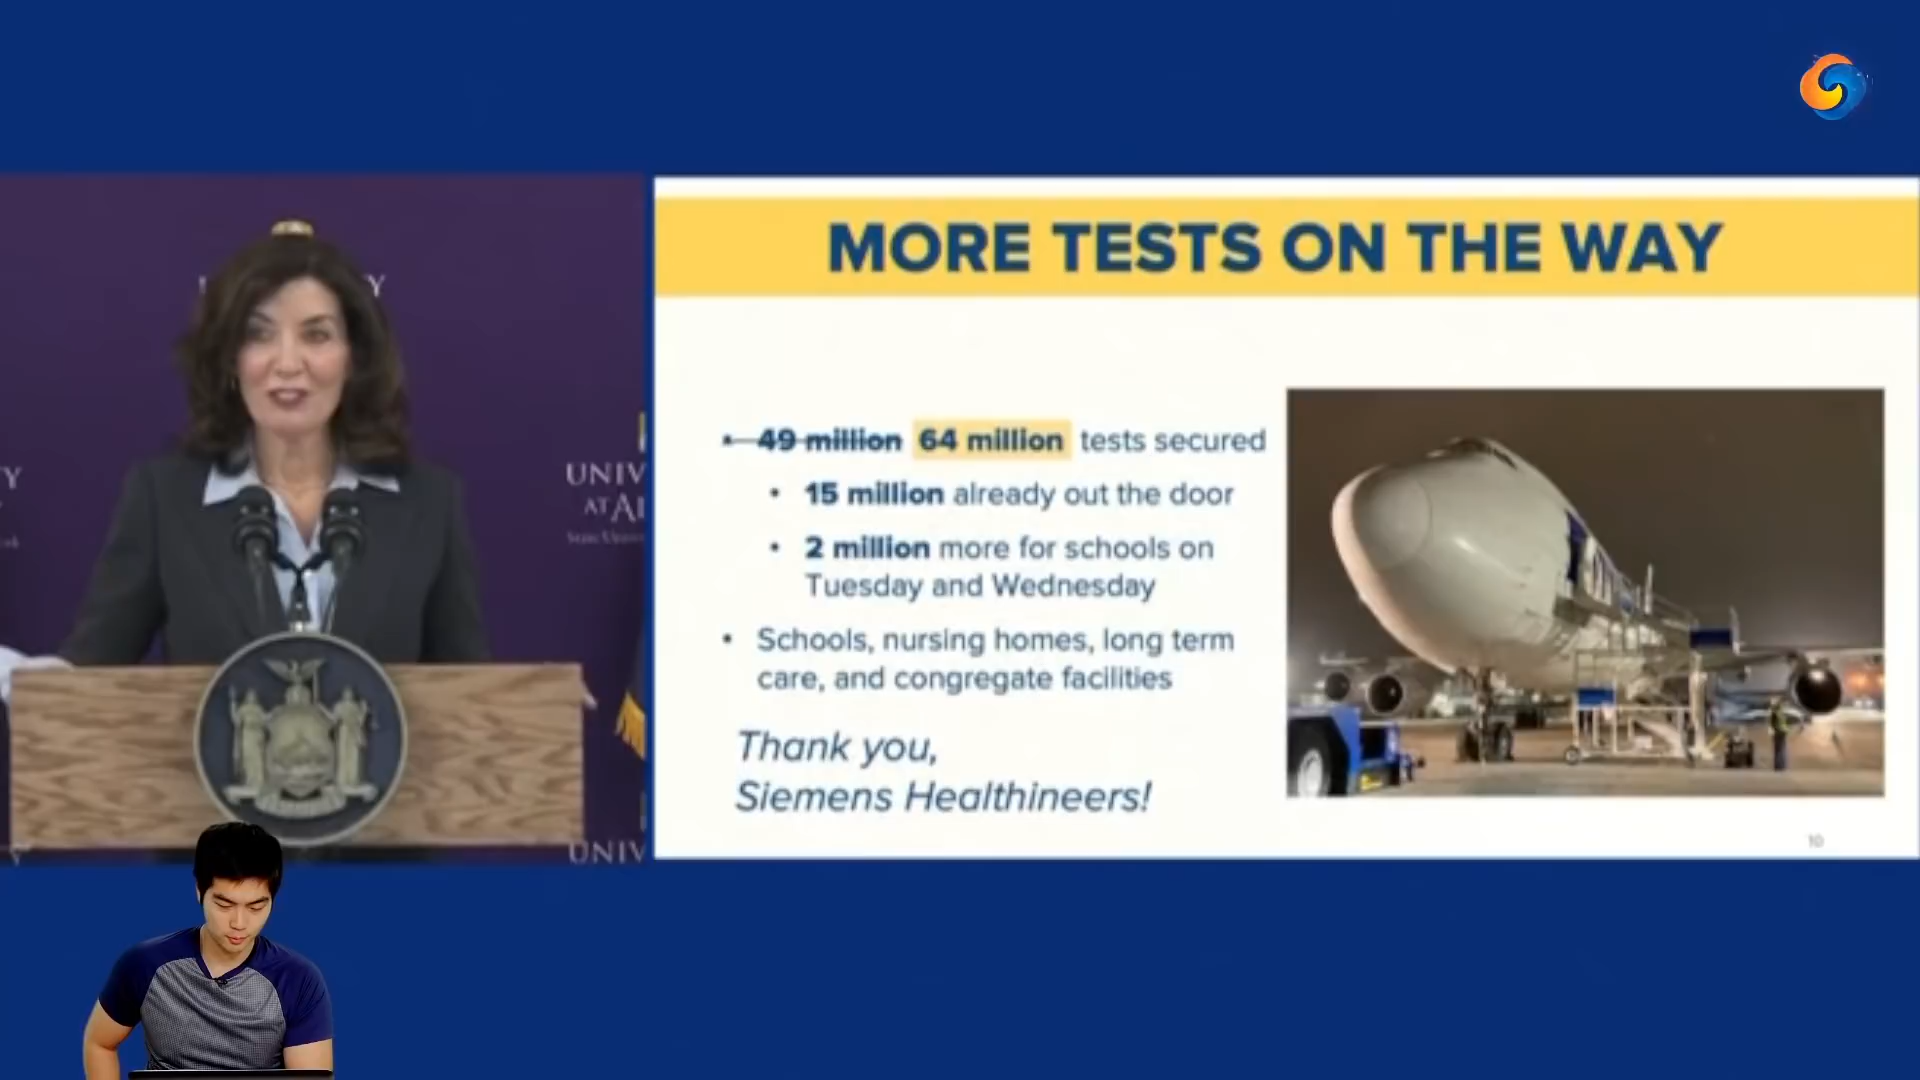 MORE TESTS ON THE WAY
• 49 million 64 million tests secured
• 15 million already out the door
• 2 million more for schools on
Tuesday and Wednesday
• Schools, nursing homes, long term
care, and congregate facilities
Thank you,
Siemens Healthineers!
10
UNIV
AT AL
UNIV